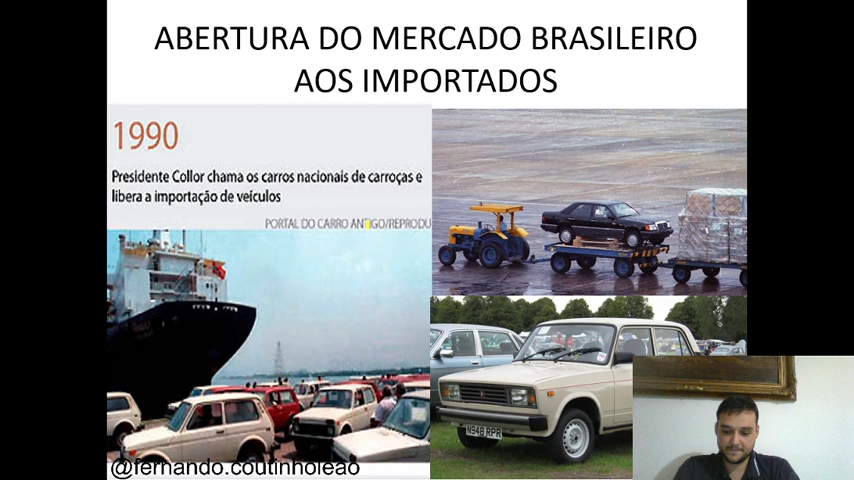 ABERTURA DO MERCADO BRASILEIRO
AOS IMPORTADOS
1990
Presidente Collor chama os carros nacionais de carroças e
libera a importação de veículos
PORTAL DO CARRO ANTIGO/REPRODU
N948 RPR
@fernando.coutinholeao